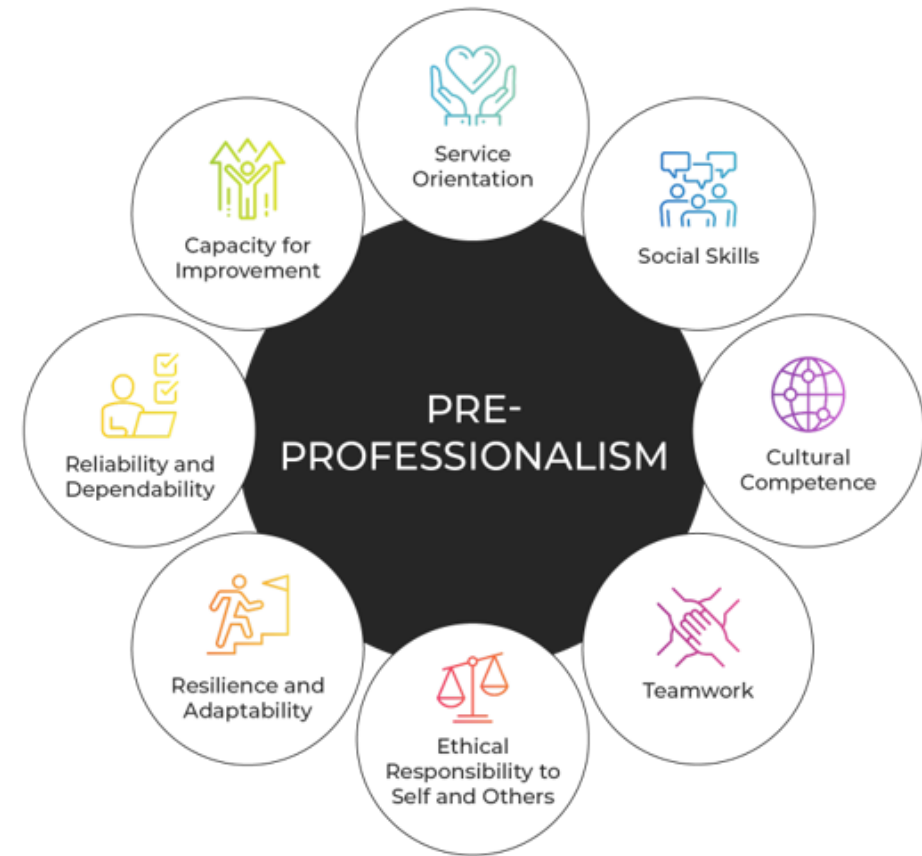 Service
Orientation
Social Skills
Cultural
Competence
Teamwork
Ethical
Responsibility to
Self and Others
Resilience and
Adaptability
Reliability and
Dependability
Capacity for
Improvement
PRE-
PROFESSIONALISM